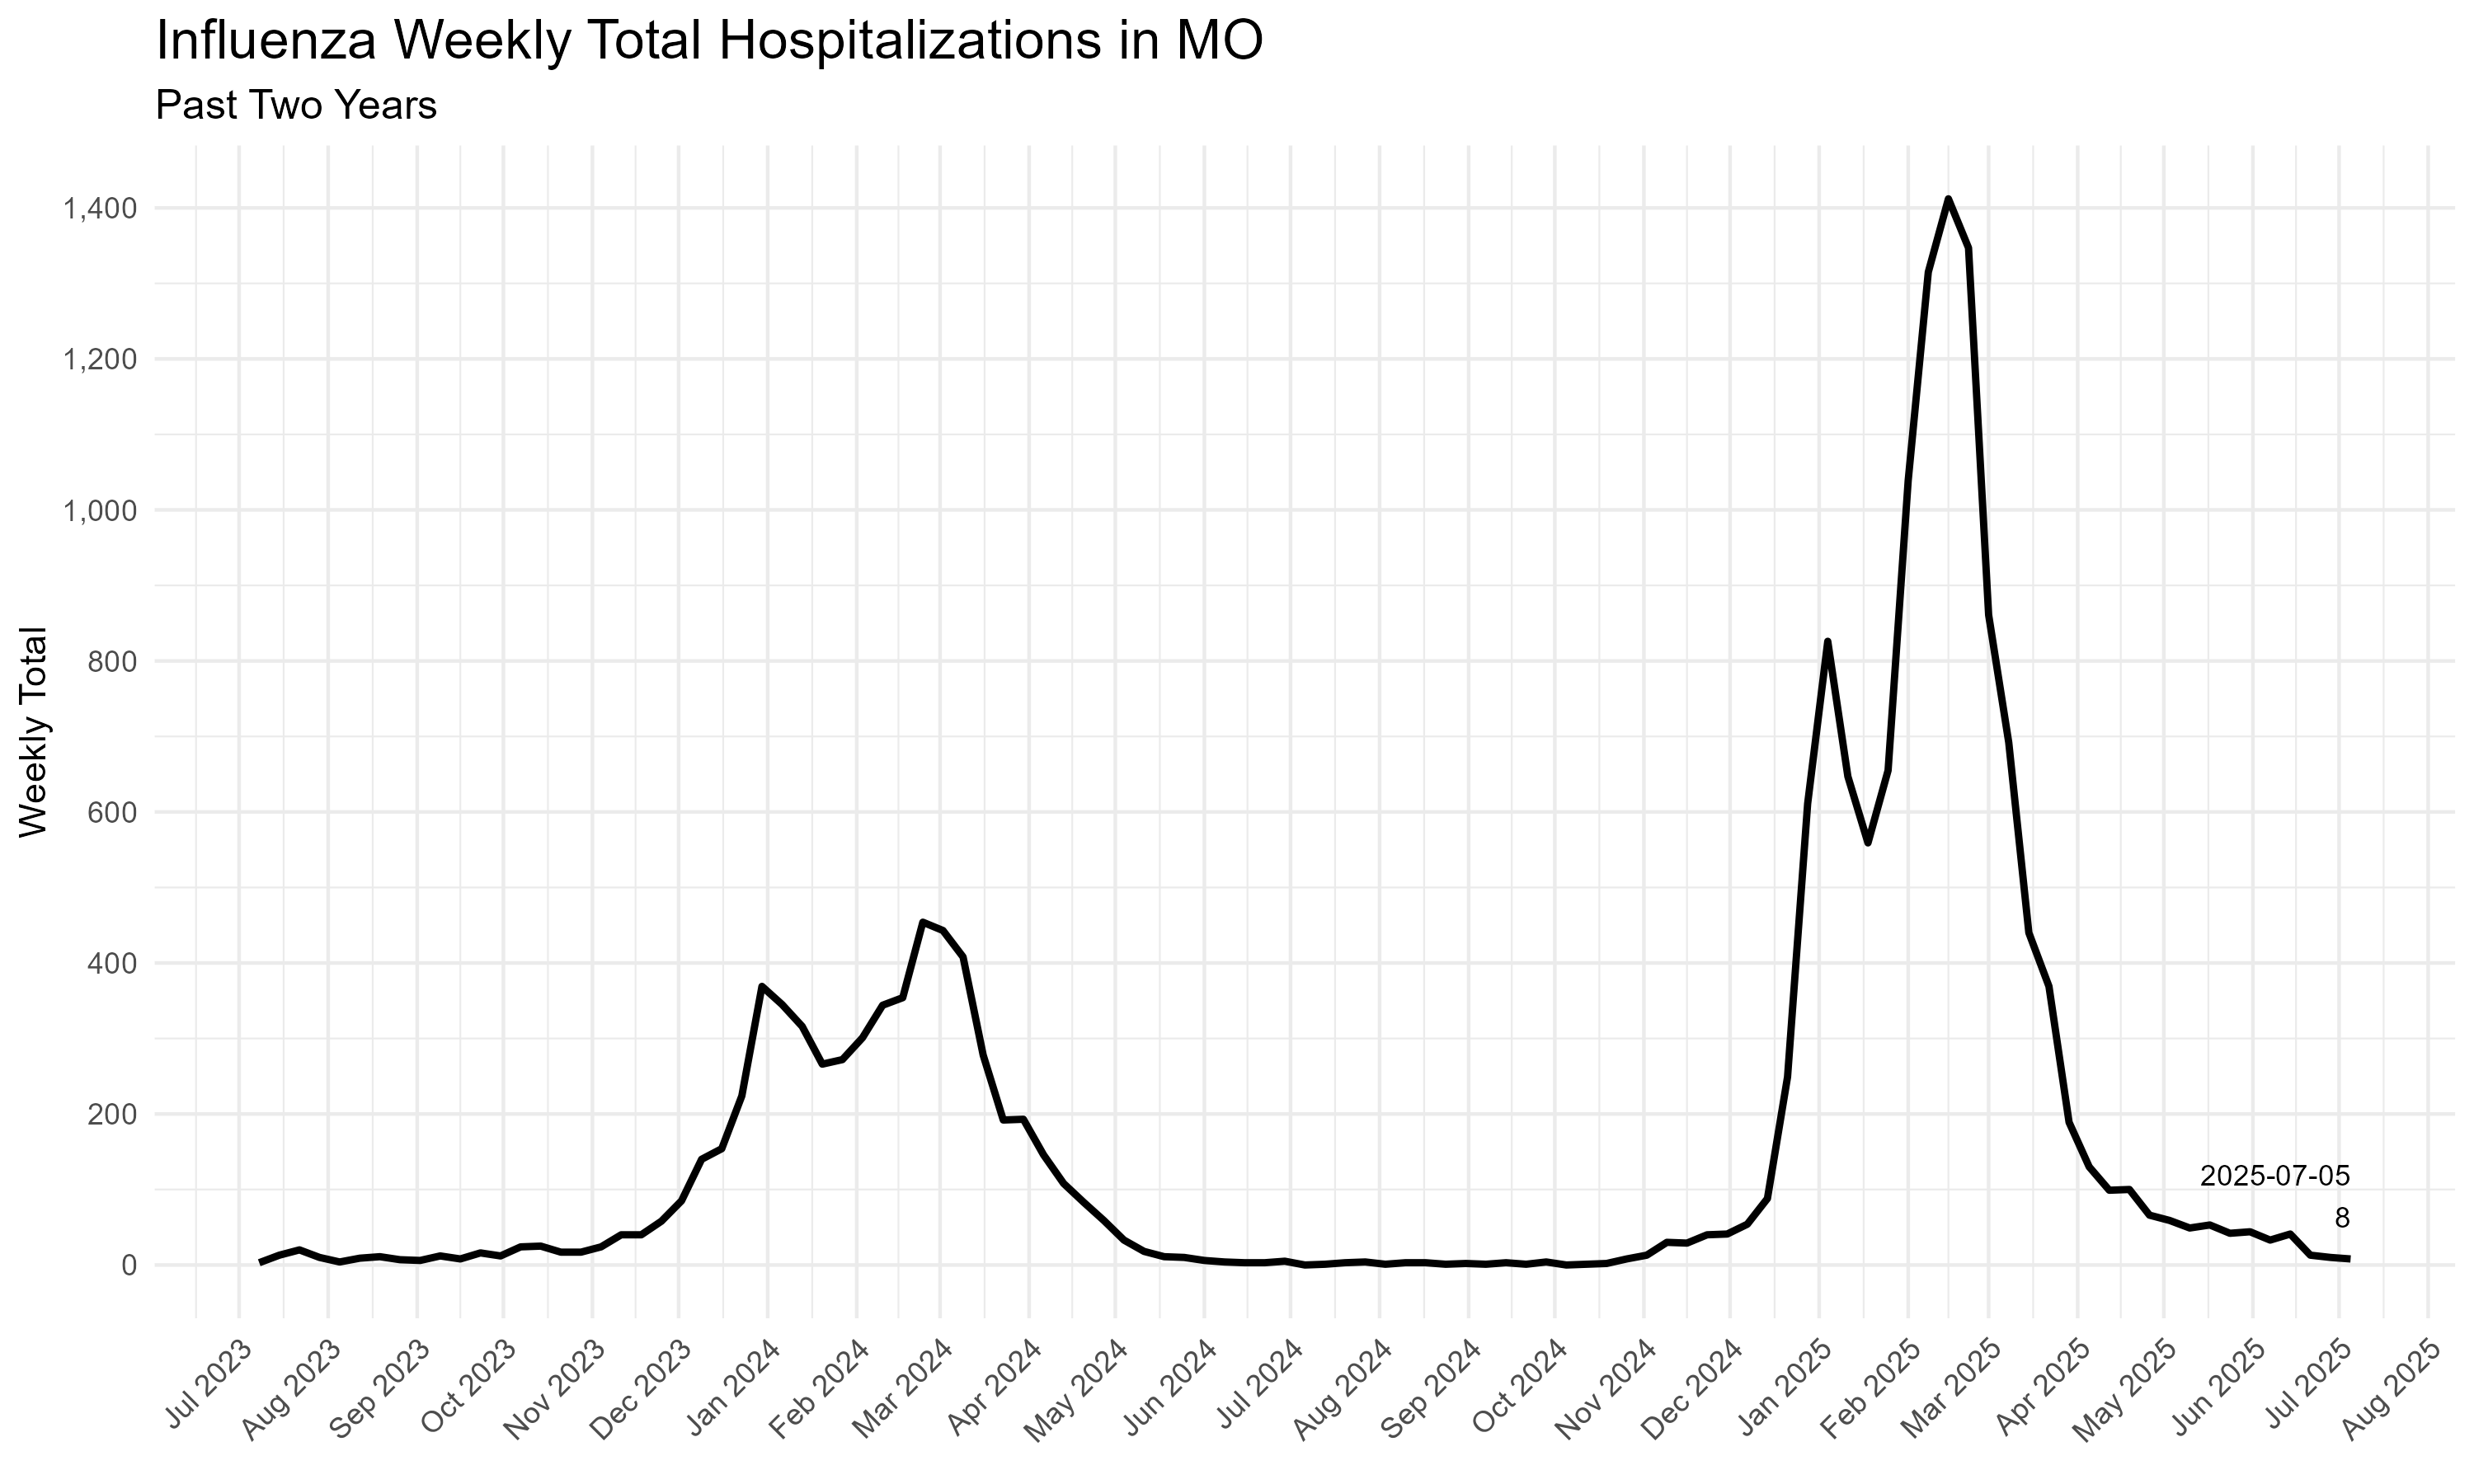 Influenza Weekly Total Hospitalizations in MO
Past Two Years
Weekly Total
1,400
1,200
1,000
800
600
400
200
0
2025-07-05
8
Jul 2023
Aug 2023
Sep 2023
Oct 2023
Nov 2023
Dec 2023
Jan 2024
Feb 2024
Mar 2024
Apr 2024
May 2024
Jun 2024
Jul 2024
Aug 2024
Sep 2024
Oct 2024
Nov 2024
Dec 2024
Jan 2025
Feb 2025
Mar 2025
Apr 2025
May 2025
Jun 2025
Jul 2025
Aug 2025